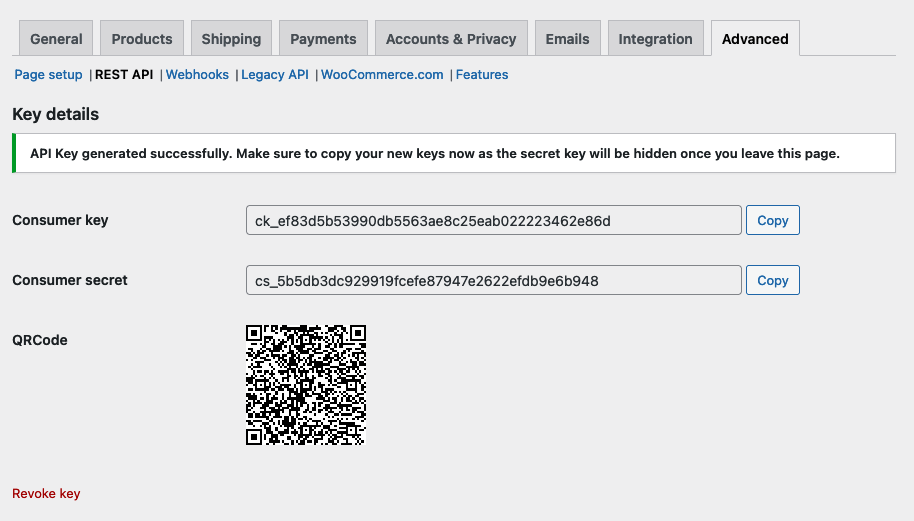 General Products Shipping Payments Accounts & Privacy Emails Integration Advanced
Page setup | REST API | Webhooks | Legacy API | WooCommerce.com | Features
Key details
API Key generated successfully. Make sure to copy your new keys now as the secret key will be hidden once you leave this page.
Consumer key ck_ef83d5b53990db5563ae8c25eab022223462e86d Copy
Consumer secret cs_5b5db3dc929919fcefe87947e2622efdb9e6b948 Copy
QRCode
Revoke key